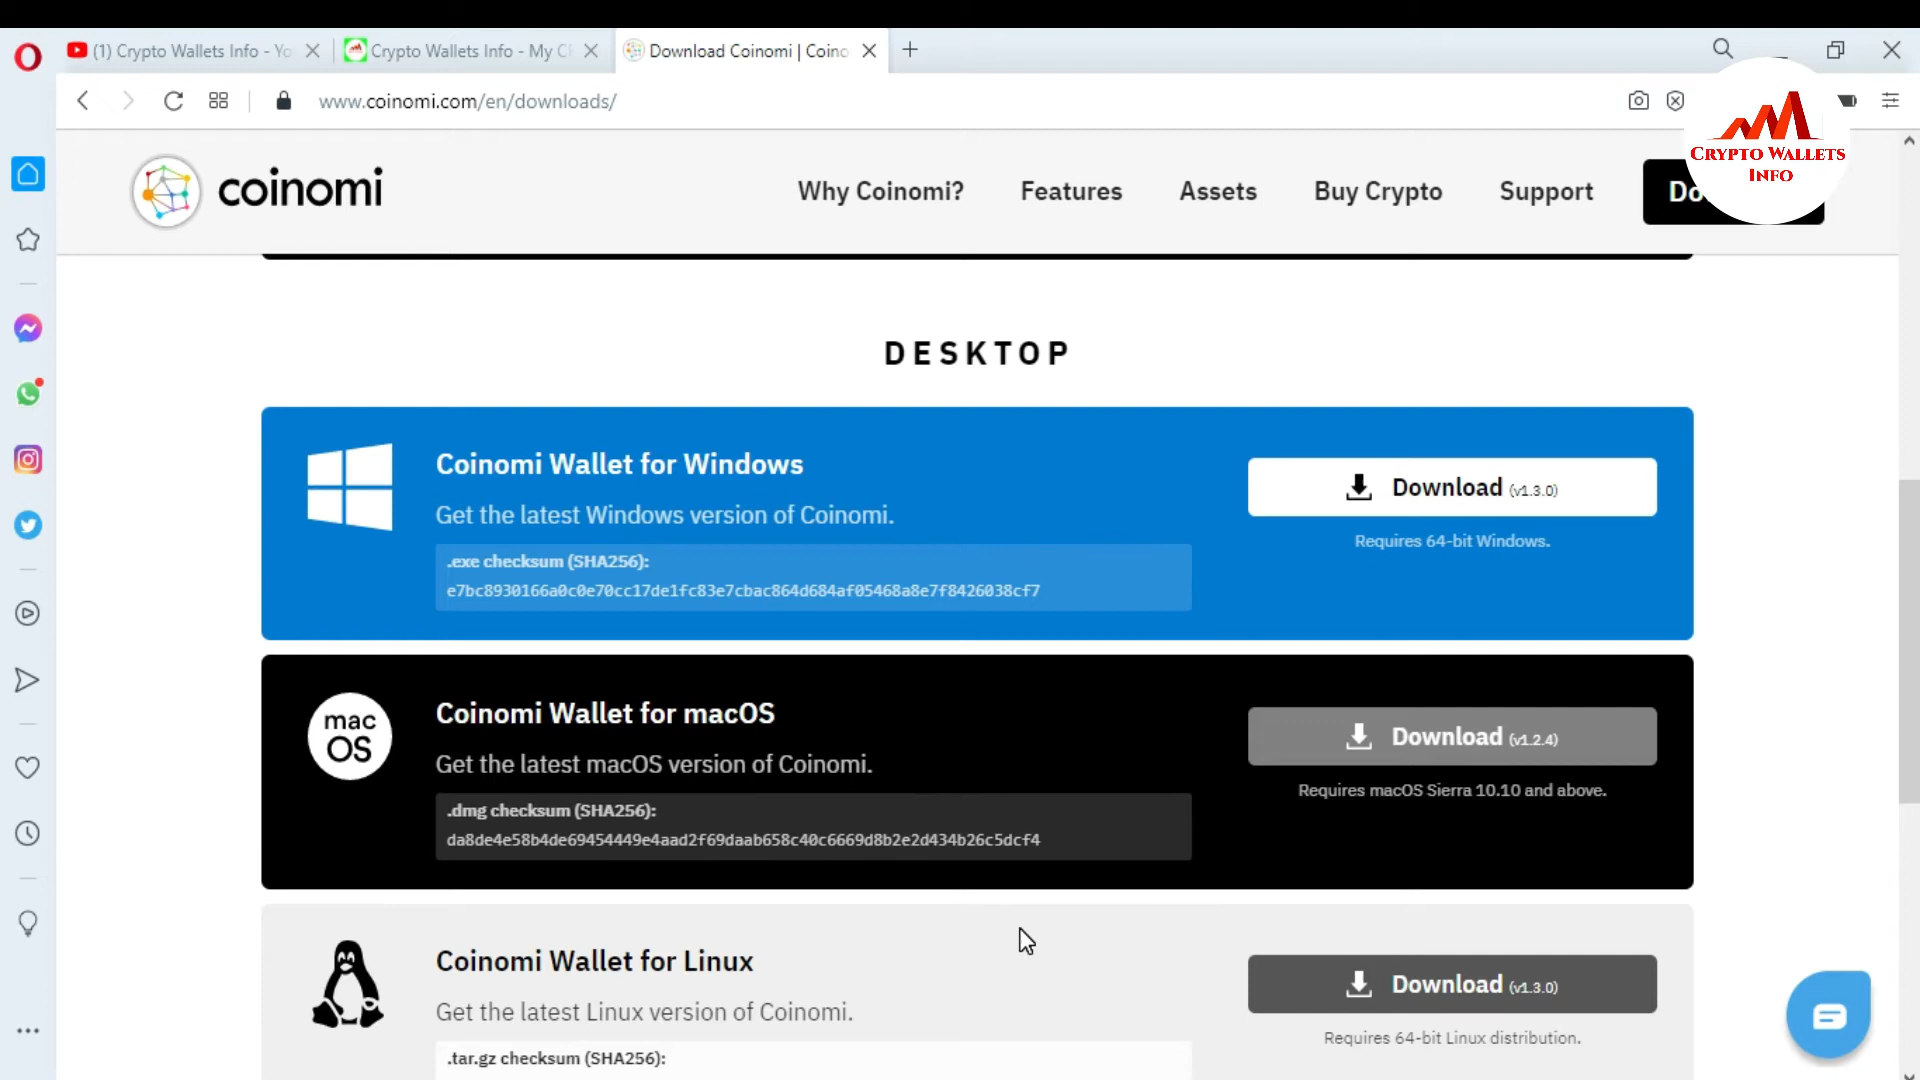 (1) Crypto Wallets Info - Yo
Crypto Wallets Info - My C
Download Coinomi | Coino
www.coinomi.com/en/downloads/
CRYPTO WALLETS
INFO
coinomi
Why Coinomi?
Features
Assets
Buy Crypto
Support
Do
DESKTOP
Coinomi Wallet for Windows
Get the latest Windows version of Coinomi.
.exe checksum (SHA256):
e7bc8930166a0c0e70cc17de1fc83e7cbac864d684af05468a8e7f8426038cf7
Download (v1.3.0)
Requires 64-bit Windows.
mac
OS
Coinomi Wallet for macOS
Get the latest macOS version of Coinomi.
.dmg checksum (SHA256):
da8de4e58b4de69454449e4aad2f69daab658c40c6669d8b2e2d434b26c5dcf4
Download (v1.2.4)
Requires macOS Sierra 10.10 and above.
Coinomi Wallet for Linux
Get the latest Linux version of Coinomi.
.tar.gz checksum (SHA256):
Download (v1.3.0)
Requires 64-bit Linux distribution.